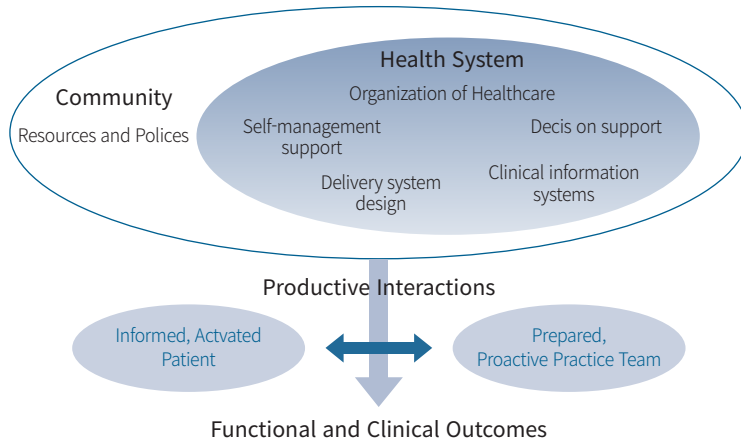 Health System
Organization of Healthcare
Community
Resources and Polices
Self-management
support
Decis on support
Delivery system
design
Clinical information
systems
Productive Interactions
Informed, Actvated
Patient
Prepared,
Proactive Practice Team
Functional and Clinical Outcomes